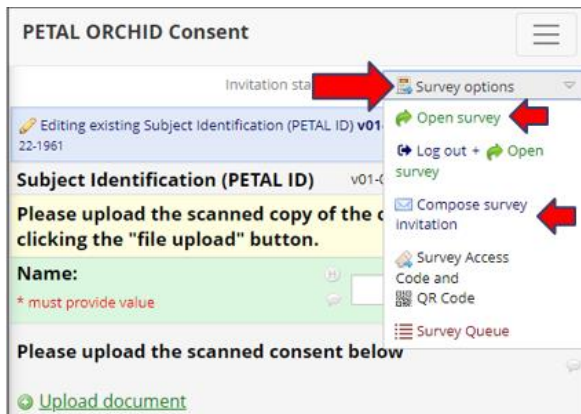 PETAL ORCHID Consent
Invitation sta
Survey options
Editing existing Subject Identification (PETAL ID) v01-
22-1961
Open survey
Log out + Open
survey
Subject Identification (PETAL ID) v01-0
Compose survey
invitation
Please upload the scanned copy of the c
clicking the "file upload" button.
Survey Access
Code and
QR Code
Name:
* must provide value
H
Survey Queue
Please upload the scanned consent below
Upload document